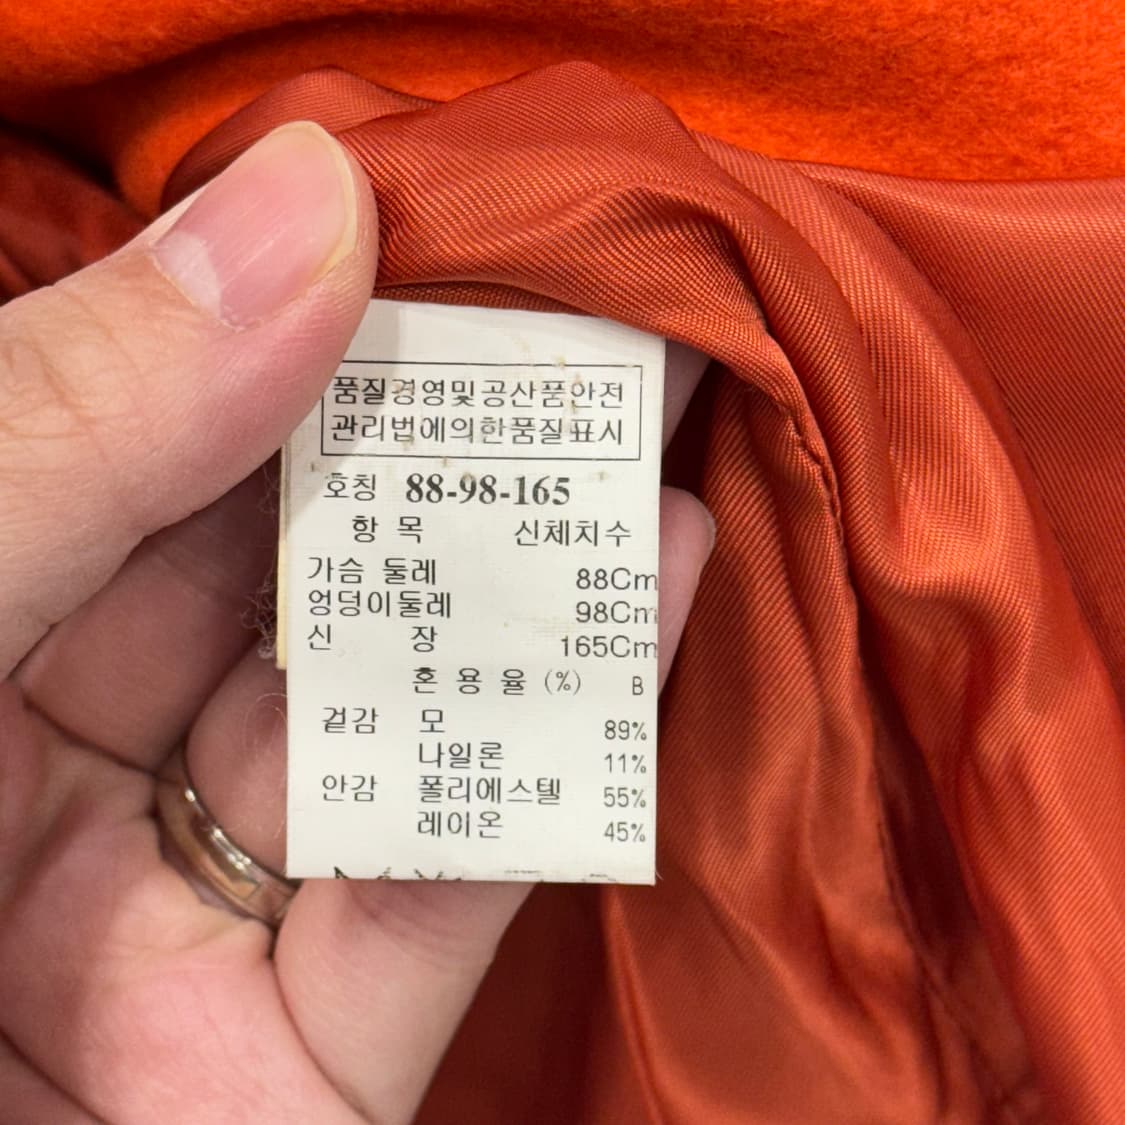 품질경영및공산품안전
관리법에의한품질표시
호칭 88-98-165
항 목 신체치수
가슴 둘레 88Cm
엉덩이둘레 98Cm
신 장 165Cm
혼 용 율 (%) B
겉감 모 89%
나일론 11%
안감 폴리에스텔 55%
레이온 45%